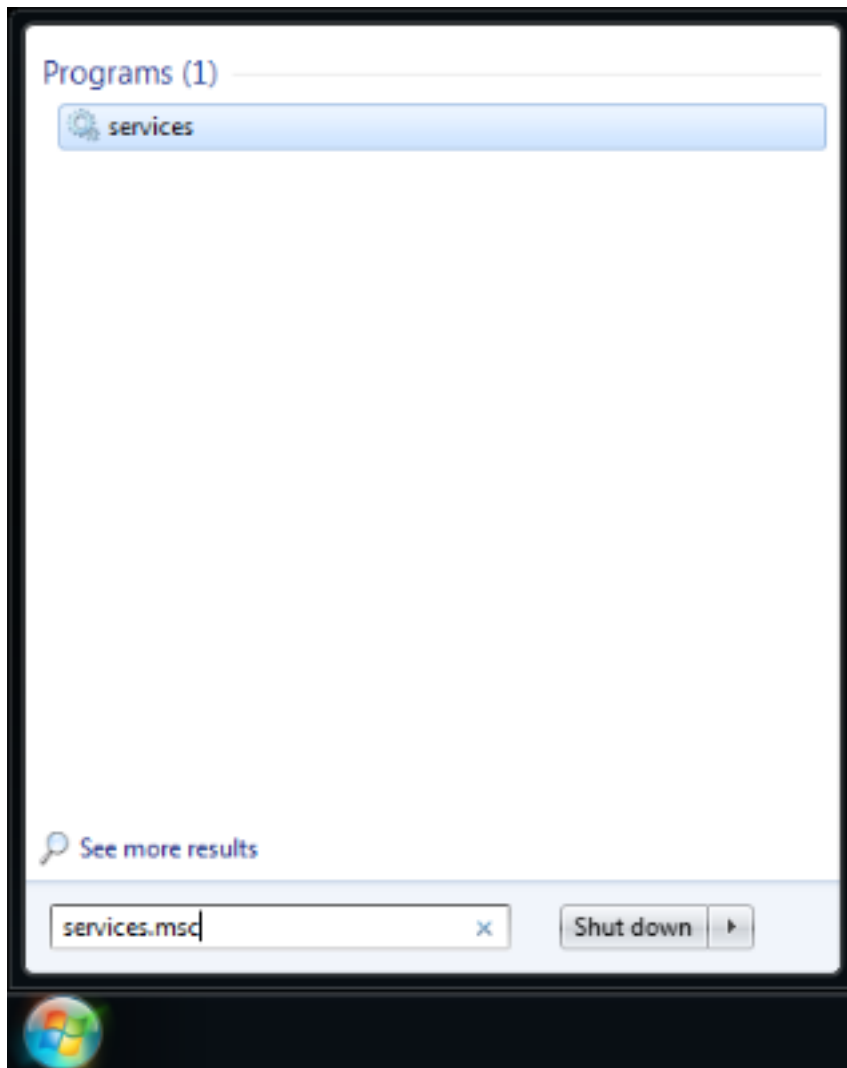 Programs (1)
services
See more results
services.msc
Shut down